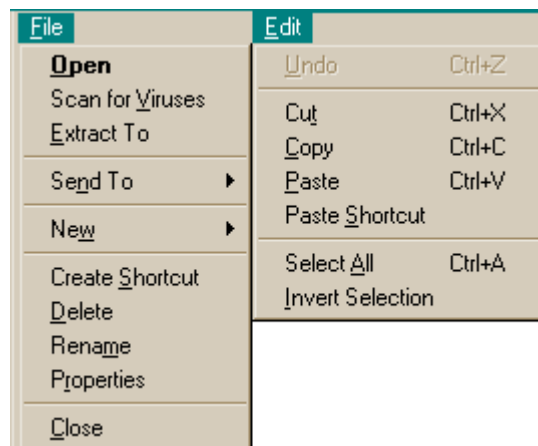 File
Open
Scan for Viruses
Extract To
Send To
New
Create Shortcut
Delete
Rename
Properties
Close
Edit
Undo Ctrl+Z
Cut Ctrl+X
Copy Ctrl+C
Paste Ctrl+V
Paste Shortcut
Select All Ctrl+A
Invert Selection